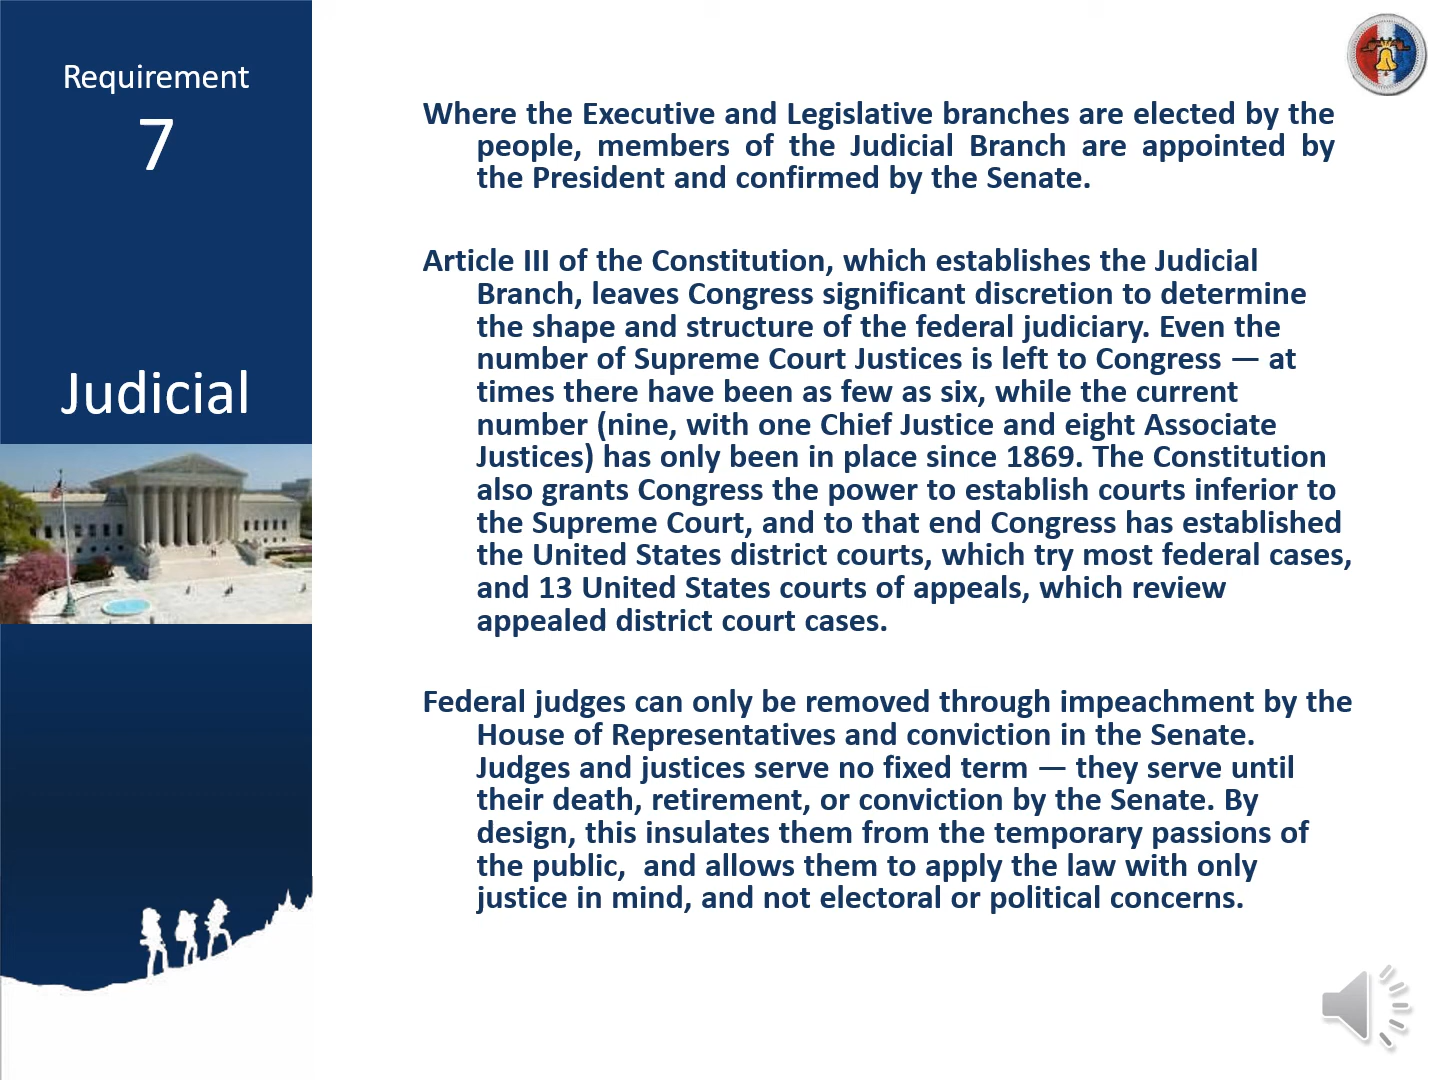 Requirement
7
Judicial
Where the Executive and Legislative branches are elected by the
people, members of the Judicial Branch are appointed by
the President and confirmed by the Senate.
Article III of the Constitution, which establishes the Judicial
Branch, leaves Congress significant discretion to determine
the shape and structure of the federal judiciary. Even the
number of Supreme Court Justices is left to Congress — at
times there have been as few as six, while the current
number (nine, with one Chief Justice and eight Associate
Justices) has only been in place since 1869. The Constitution
also grants Congress the power to establish courts inferior to
the Supreme Court, and to that end Congress has established
the United States district courts, which try most federal cases,
and 13 United States courts of appeals, which review
appealed district court cases.
Federal judges can only be removed through impeachment by the
House of Representatives and conviction in the Senate.
Judges and justices serve no fixed term — they serve until
their death, retirement, or conviction by the Senate. By
design, this insulates them from the temporary passions of
the public,  and allows them to apply the law with only
justice in mind, and not electoral or political concerns.